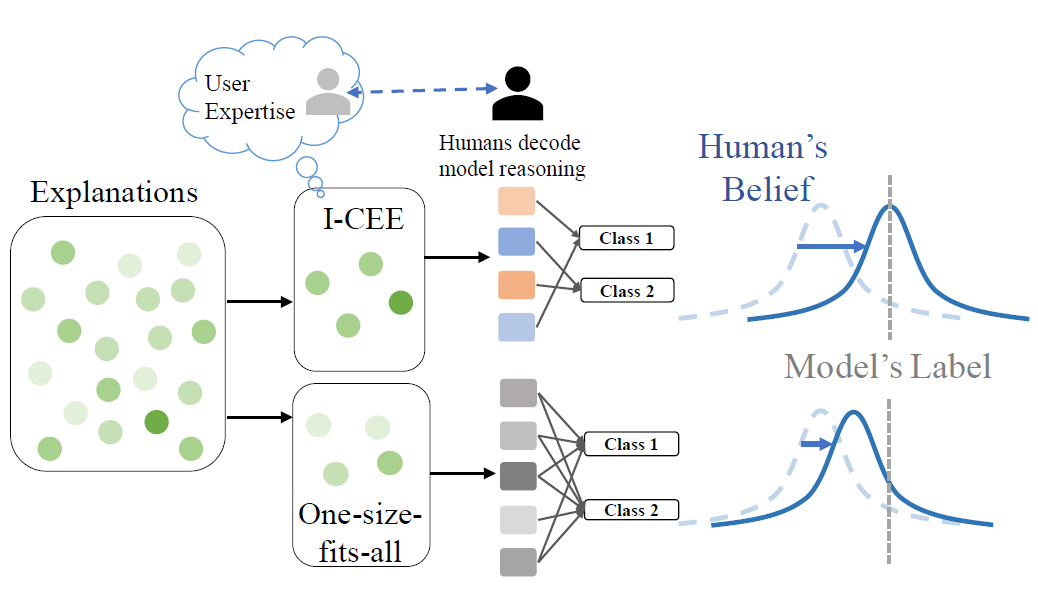 User
Expertise
Humans decode
model reasoning
Human's
Belief
Explanations
I-CEE
Class 1
Class 2
Model's Label
One-size-
fits-all
Class 1
Class 2